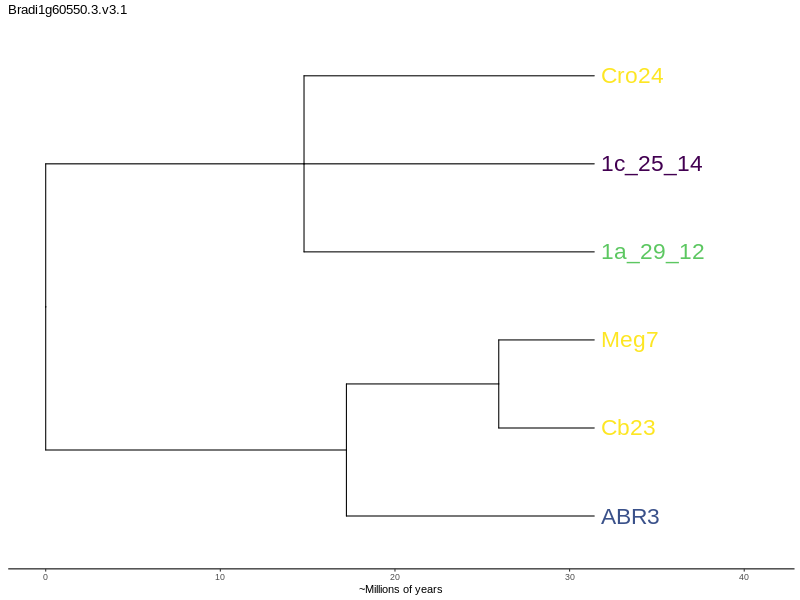 Bradi1g60550.3.v3.1
Cro24
1c_25_14
1a_29_12
Meg7
Cb23
ABR3
0 10 20 30 40
~Millions of years